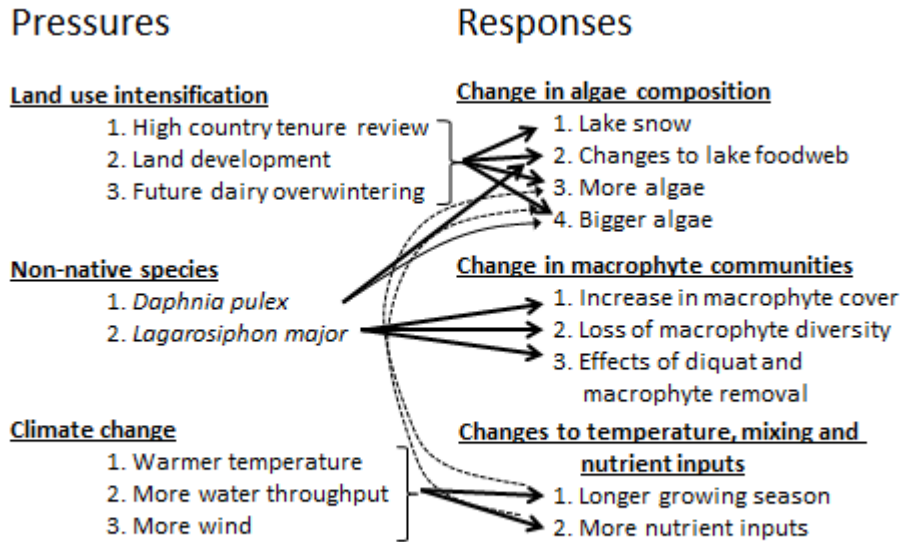 Pressures
Land use intensification
1. High country tenure review
2. Land development
3. Future dairy overwintering
Non-native species
1. Daphnia pulex
2. Lagarosiphon major
Climate change
1. Warmer temperature
2. More water throughput
3. More wind
Responses
Change in algae composition
1. Lake snow
2. Changes to lake foodweb
3. More algae
4. Bigger algae
Change in macrophyte communities
1. Increase in macrophyte cover
2. Loss of macrophyte diversity
3. Effects of diquat and
macrophyte removal
Changes to temperature, mixing and
nutrient inputs
1. Longer growing season
2. More nutrient inputs